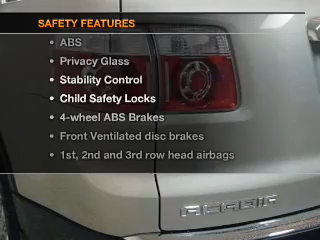 SAFETY FEATURES
• ABS
• Privacy Glass
• Stability Control
• Child Safety Locks
• 4-wheel ABS Brakes
• Front Ventilated disc brakes
• 1st, 2nd and 3rd row head airbags
ACADIA